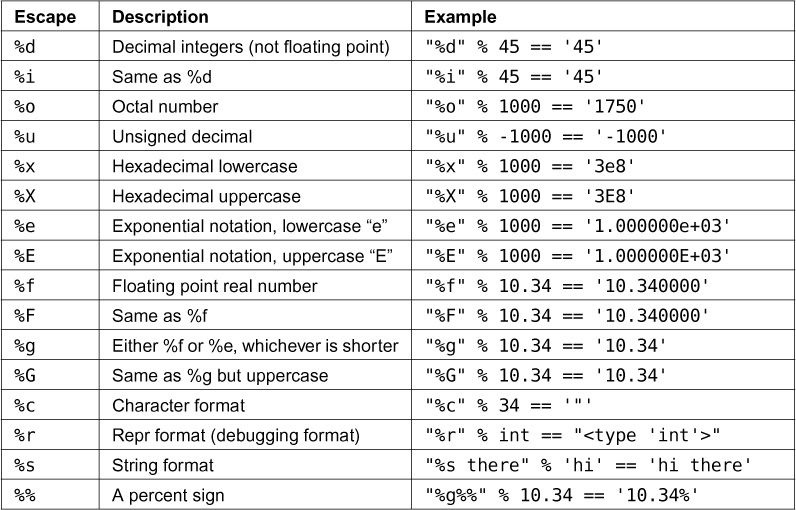 Escape Description Example
%d Decimal integers (not floating point) "%d" % 45 == '45'
%i Same as %d "%i" % 45 == '45'
%o Octal number "%o" % 1000 == '1750'
%u Unsigned decimal "%u" % -1000 == '-1000'
%x Hexadecimal lowercase "%x" % 1000 == '3e8'
%X Hexadecimal uppercase "%X" % 1000 == '3E8'
%e Exponential notation, lowercase “e” "%e" % 1000 == '1.000000e+03'
%E Exponential notation, uppercase “E” "%E" % 1000 == '1.000000E+03'
%f Floating point real number "%f" % 10.34 == '10.340000'
%F Same as %f "%F" % 10.34 == '10.340000'
%g Either %f or %e, whichever is shorter "%g" % 10.34 == '10.34'
%G Same as %g but uppercase "%G" % 10.34 == '10.34'
%c Character format "%c" % 34 == '"'
%r Repr format (debugging format) "%r" % int == "<type 'int'>"
%s String format "%s there" % 'hi' == 'hi there'
%% A percent sign "%g%%" % 10.34 == '10.34%'